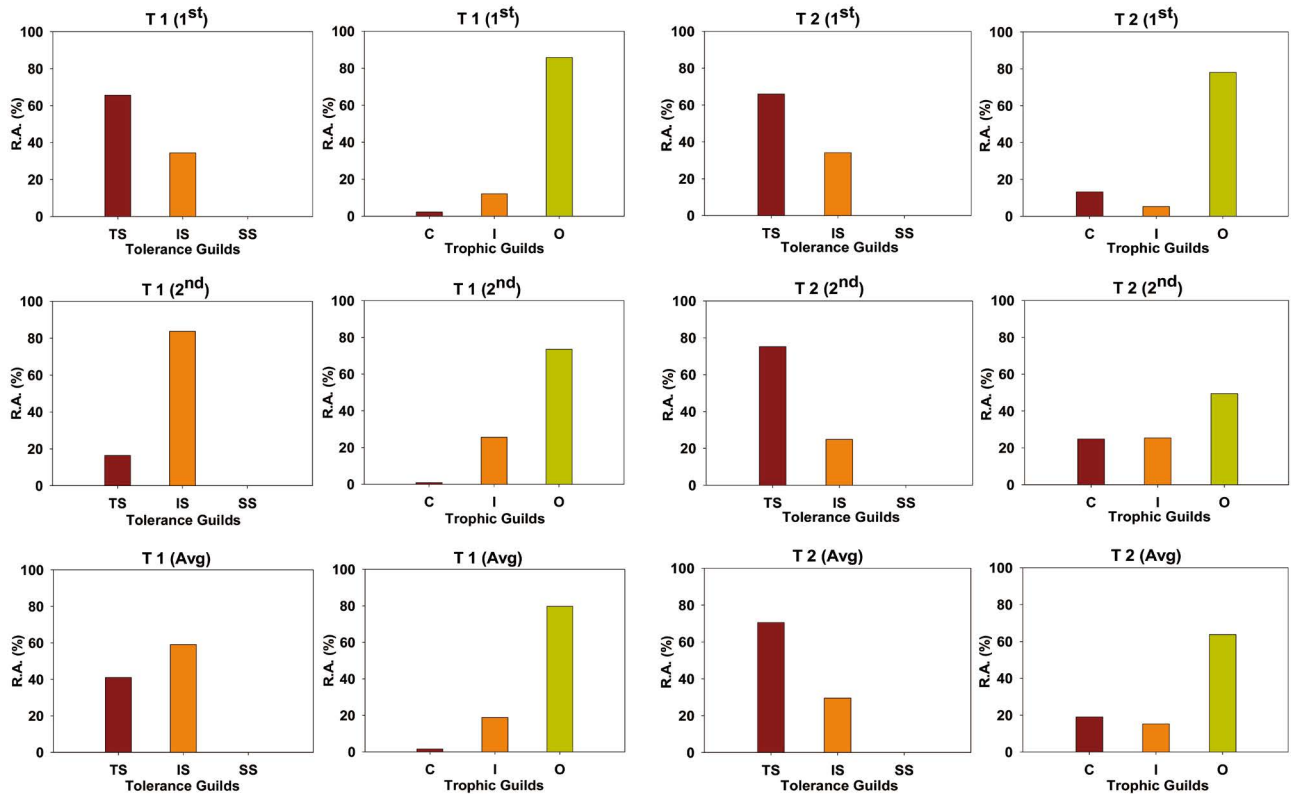 T 1 (1st)
R.A. (%)
100
80
60
40
20
0
TS IS SS
Tolerance Guilds
T 1 (1st)
R.A. (%)
100
80
60
40
20
0
C I O
Trophic Guilds
T 2 (1st)
R.A. (%)
100
80
60
40
20
0
TS IS SS
Tolerance Guilds
T 2 (1st)
R.A. (%)
100
80
60
40
20
0
C I O
Trophic Guilds
T 1 (2nd)
R.A. (%)
100
80
60
40
20
0
TS IS SS
Tolerance Guilds
T 1 (2nd)
R.A. (%)
100
80
60
40
20
0
C I O
Trophic Guilds
T 2 (2nd)
R.A. (%)
100
80
60
40
20
0
TS IS SS
Tolerance Guilds
T 2 (2nd)
R.A. (%)
100
80
60
40
20
0
C I O
Trophic Guilds
T 1 (Avg)
R.A. (%)
100
80
60
40
20
0
TS IS SS
Tolerance Guilds
T 1 (Avg)
R.A. (%)
100
80
60
40
20
0
C I O
Trophic Guilds
T 2 (Avg)
R.A. (%)
100
80
60
40
20
0
TS IS SS
Tolerance Guilds
T 2 (Avg)
R.A. (%)
100
80
60
40
20
0
C I O
Trophic Guilds